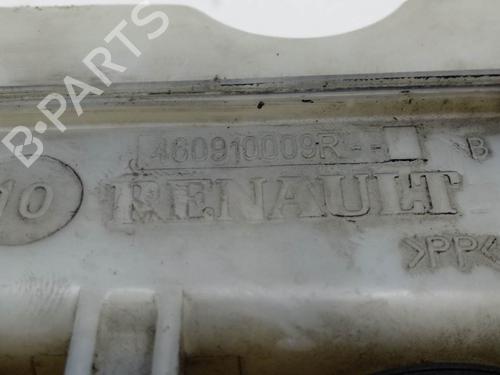 460910009R--
B
10
RENAULT
>PP<
B-PARTS